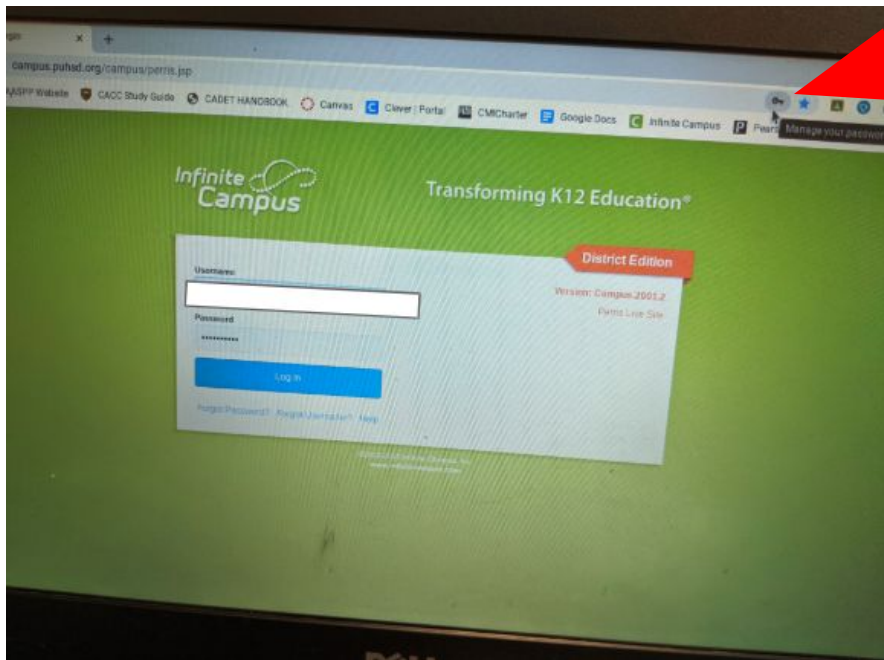 campus.puhsd.org/campus/perris.jsp
Website CACC Study Guide CADET HANDBOOK Canvas Clever | Portal CMICharter Google Docs Infinite Campus
Manage your password
Infinite
Campus
Transforming K12 Education®
District Edition
Username
Version: Campus.2001.2
Perris Live Site
Password
Log In
Forgot Password? Forgot Username? Help
DELL